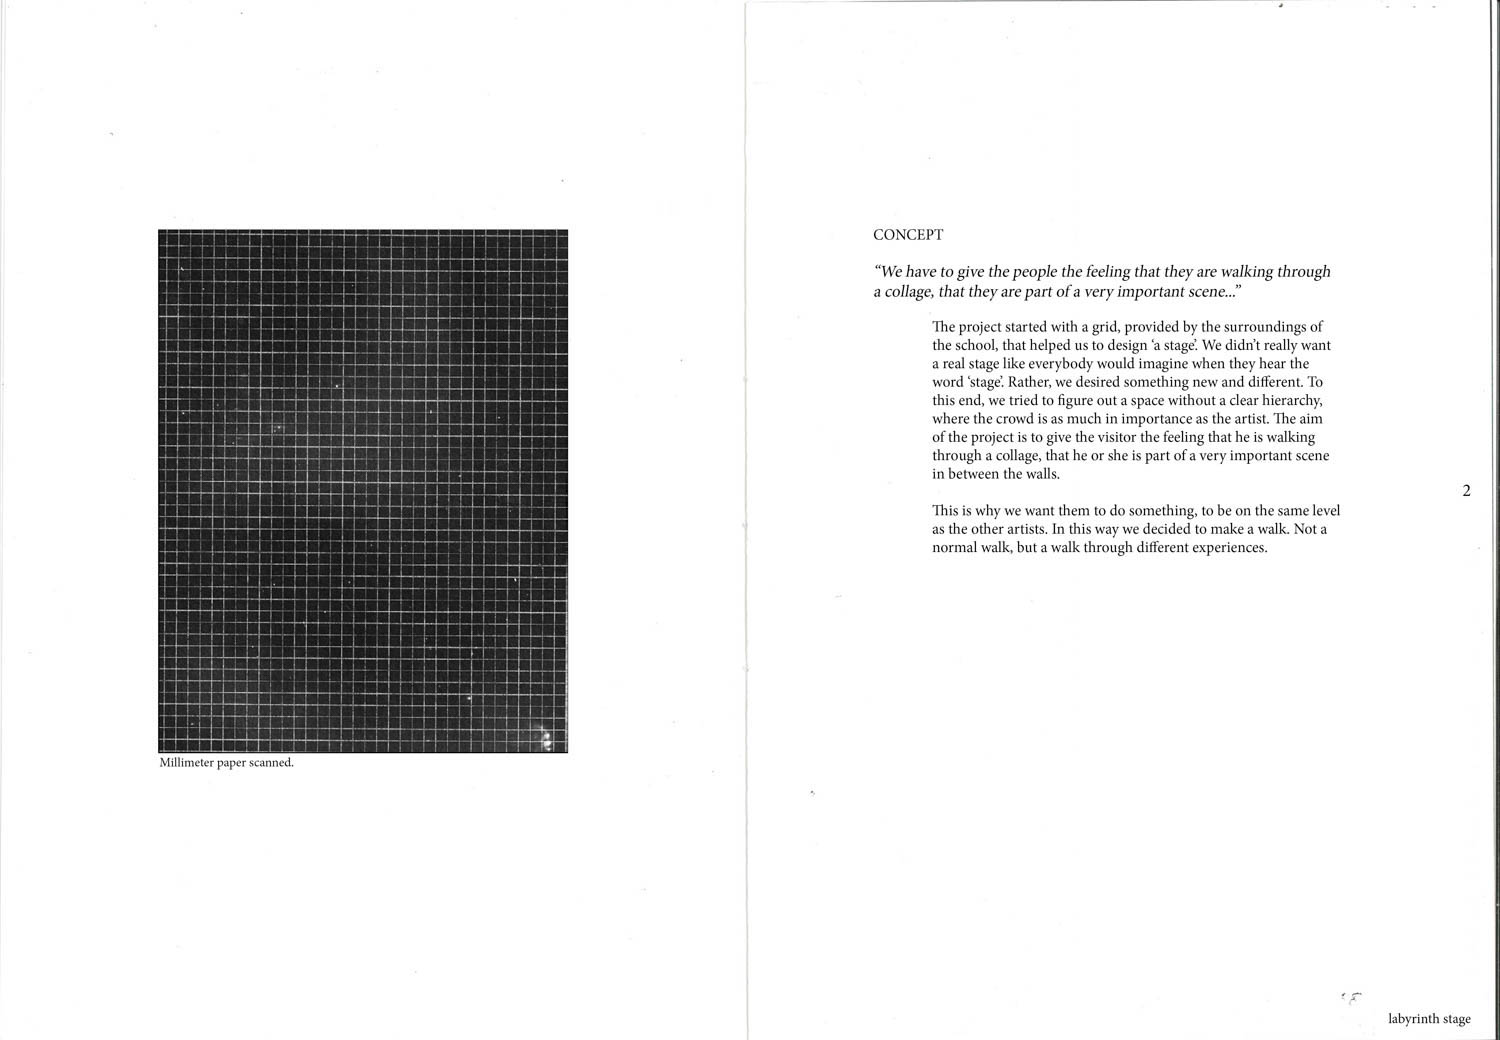 Millimeter paper scanned.
CONCEPT
“We have to give the people the feeling that they are walking through
a collage, that they are part of a very important scene...”
The project started with a grid, provided by the surroundings of
the school, that helped us to design ‘a stage’. We didn’t really want
a real stage like everybody would imagine when they hear the
word ‘stage’. Rather, we desired something new and different. To
this end, we tried to figure out a space without a clear hierarchy,
where the crowd is as much in importance as the artist. The aim
of the project is to give the visitor the feeling that he is walking
through a collage, that he or she is part of a very important scene
in between the walls.
This is why we want them to do something, to be on the same level
as the other artists. In this way we decided to make a walk. Not a
normal walk, but a walk through different experiences.
2
labyrinth stage